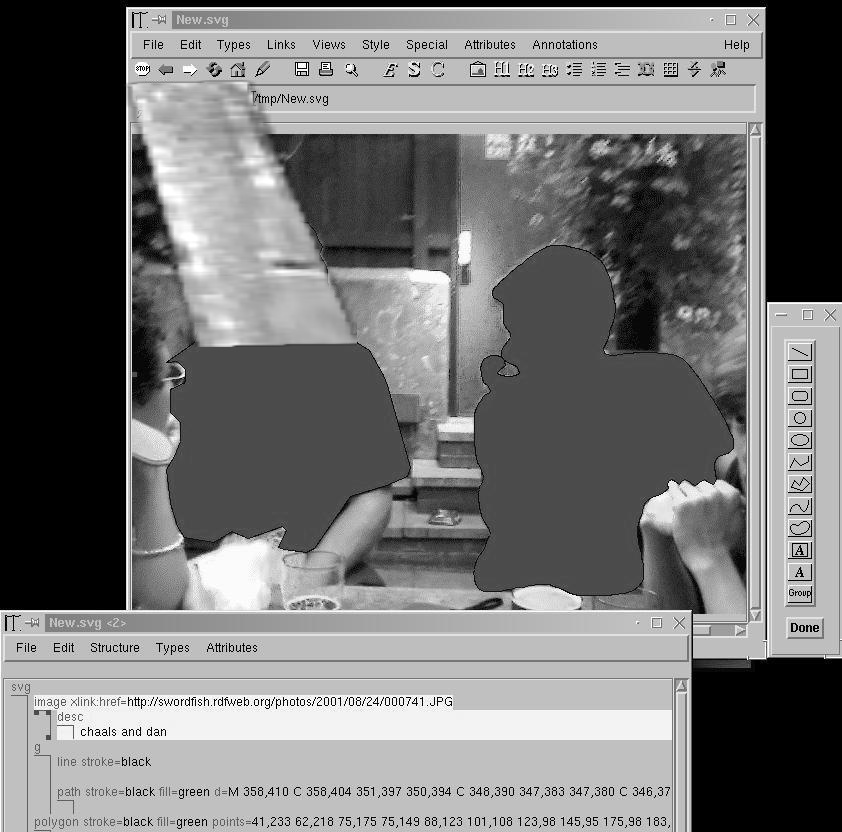 New.svg
File Edit Types Links Views Style Special Attributes Annotations Help
STOP E S C H1 H2 H3
/tmp/New.svg
A
A
Group
Done
New.svg <2>
File Edit Structure Types Attributes
svg
image xlink:href=http://swordfish.rdfweb.org/photos/2001/08/24/000741.JPG
desc
chaals and dan
g
line stroke=black
path stroke=black fill=green d=M 358,410 C 358,404 351,397 350,394 C 348,390 347,383 347,380 C 346,37
polygon stroke=black fill=green points=41,233 62,218 75,175 75,149 88,123 101,108 123,98 145,95 175,98 183,